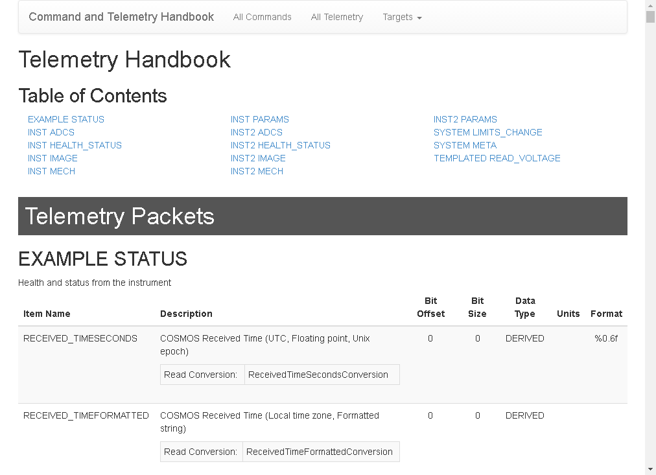 Command and Telemetry Handbook All Commands All Telemetry Targets
Telemetry Handbook
Table of Contents
EXAMPLE STATUS INST PARAMS INST2 PARAMS
INST ADCS INST2 ADCS SYSTEM LIMITS_CHANGE
INST HEALTH_STATUS INST2 HEALTH_STATUS SYSTEM META
INST IMAGE INST2 IMAGE TEMPLATED READ_VOLTAGE
INST MECH INST2 MECH
Telemetry Packets
EXAMPLE STATUS
Health and status from the instrument
Item Name Description Bit Offset Bit Size Data Type Units Format
RECEIVED_TIMESECONDS COSMOS Received Time (UTC, Floating point, Unix 0 0 DERIVED %0.6f
epoch)
Read Conversion: ReceivedTimeSecondsConversion
RECEIVED_TIMEFORMATTED COSMOS Received Time (Local time zone, Formatted 0 0 DERIVED
string)
Read Conversion: ReceivedTimeFormattedConversion